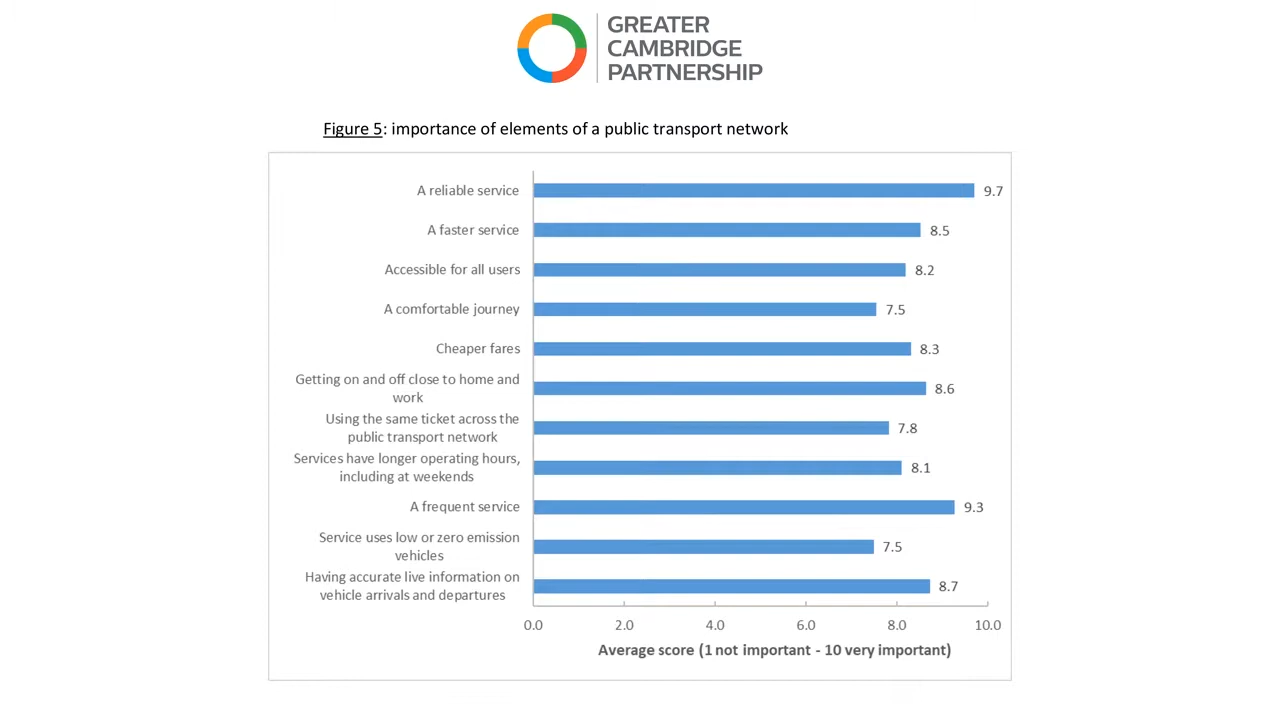 GREATER
CAMBRIDGE
PARTNERSHIP
Figure 5: importance of elements of a public transport network
A reliable service 9.7
A faster service 8.5
Accessible for all users 8.2
A comfortable journey 7.5
Cheaper fares 8.3
Getting on and off close to home and
work 8.6
Using the same ticket across the
public transport network 7.8
Services have longer operating hours,
including at weekends 8.1
A frequent service 9.3
Service uses low or zero emission
vehicles 7.5
Having accurate live information on
vehicle arrivals and departures 8.7
0.0 2.0 4.0 6.0 8.0 10.0
Average score (1 not important - 10 very important)